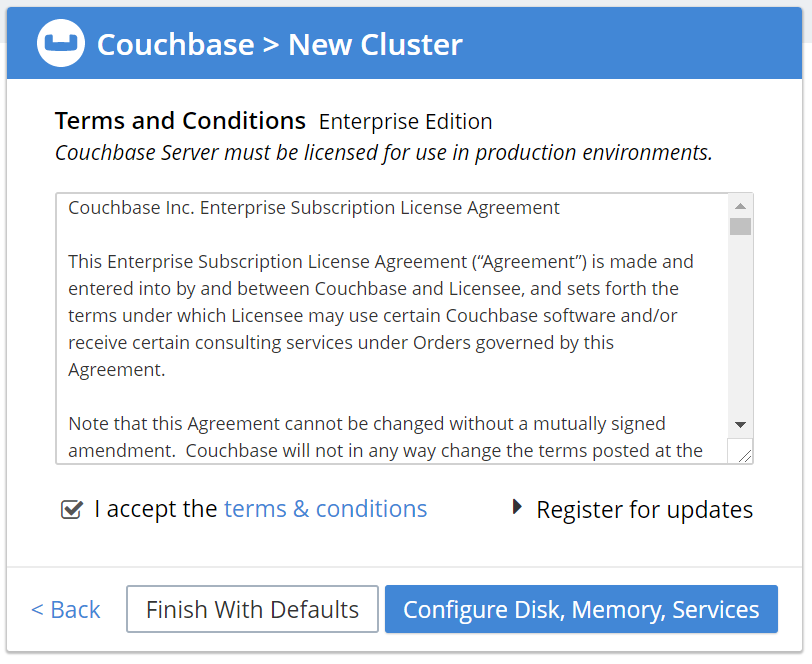 Couchbase > New Cluster
Terms and Conditions Enterprise Edition
Couchbase Server must be licensed for use in production environments.
Couchbase Inc. Enterprise Subscription License Agreement
This Enterprise Subscription License Agreement (“Agreement”) is made and
entered into by and between Couchbase and Licensee, and sets forth the
terms under which Licensee may use certain Couchbase software and/or
receive certain consulting services under Orders governed by this
Agreement.
Note that this Agreement cannot be changed without a mutually signed
amendment.  Couchbase will not in any way change the terms posted at the
I accept the terms & conditions
Register for updates
< Back
Finish With Defaults
Configure Disk, Memory, Services